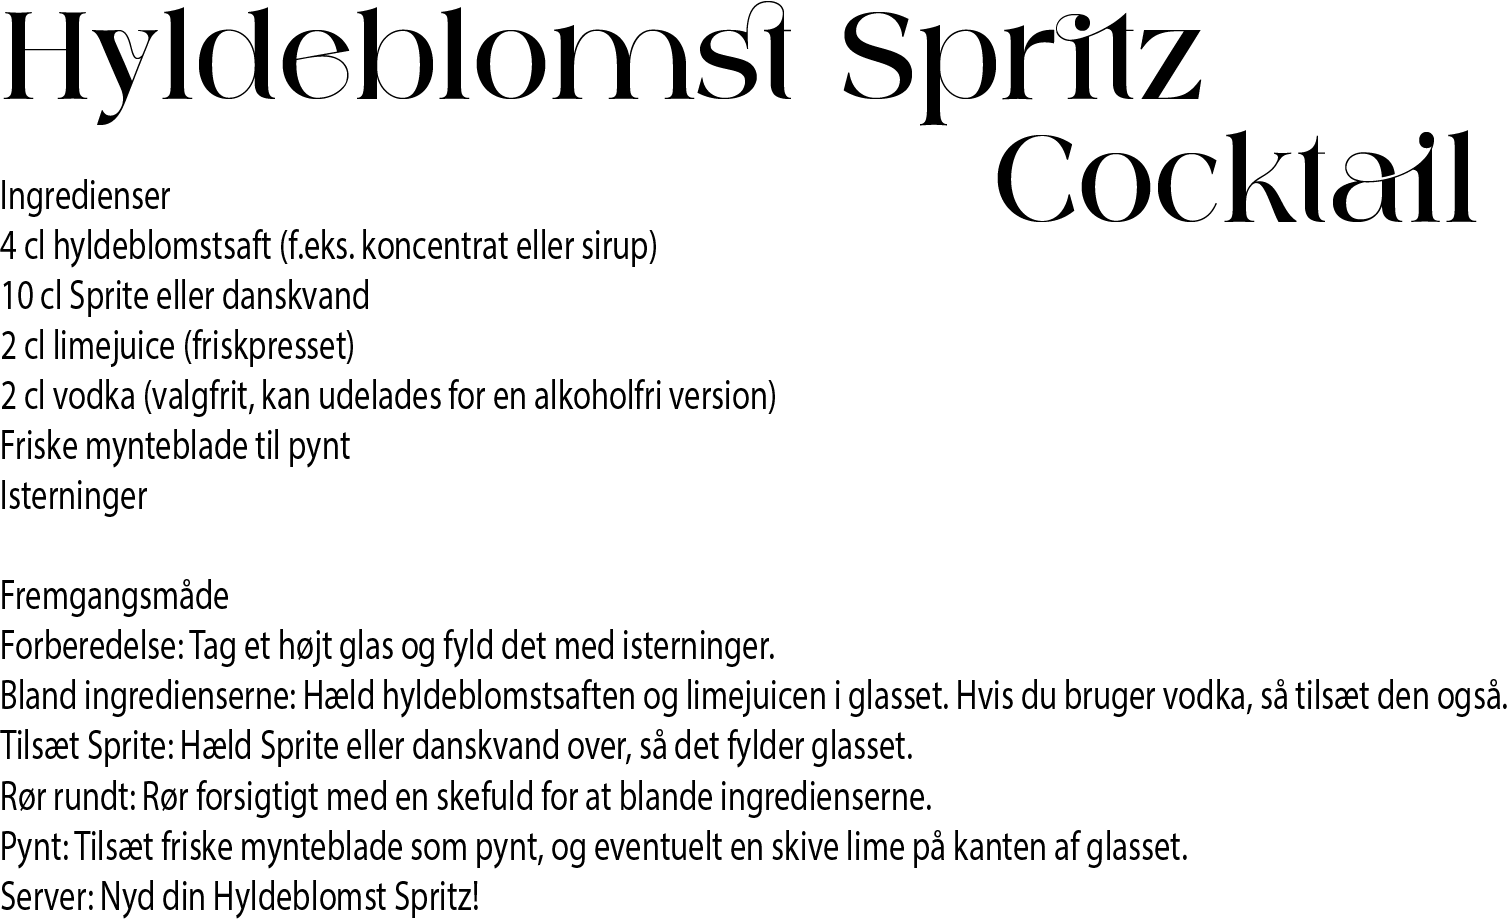 Hyldeblomst Spritz
Cocktail
Ingredienser
4 cl hyldeblomstsaft (f.eks. koncentrat eller sirup)
10 cl Sprite eller danskvand
2 cl limejuice (friskpresset)
2 cl vodka (valgfrit, kan udelades for en alkoholfri version)
Friske mynteblade til pynt
Isterninger
Fremgangsmåde
Forberedelse: Tag et højt glas og fyld det med isterninger.
Bland ingredienserne: Hæld hyldeblomstsaften og limejuicen i glasset. Hvis du bruger vodka, så tilsæt den også.
Tilsæt Sprite: Hæld Sprite eller danskvand over, så det fylder glasset.
Rør rundt: Rør forsigtigt med en skefuld for at blande ingredienserne.
Pynt: Tilsæt friske mynteblade som pynt, og eventuelt en skive lime på kanten af glasset.
Server: Nyd din Hyldeblomst Spritz!